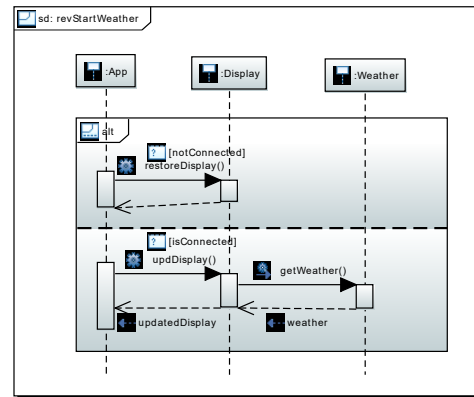 sd: revStartWeather
:App
:Display
:Weather
alt
[notConnected]
restoreDisplay()
[isConnected]
updDisplay()
getWeather()
updatedDisplay
weather